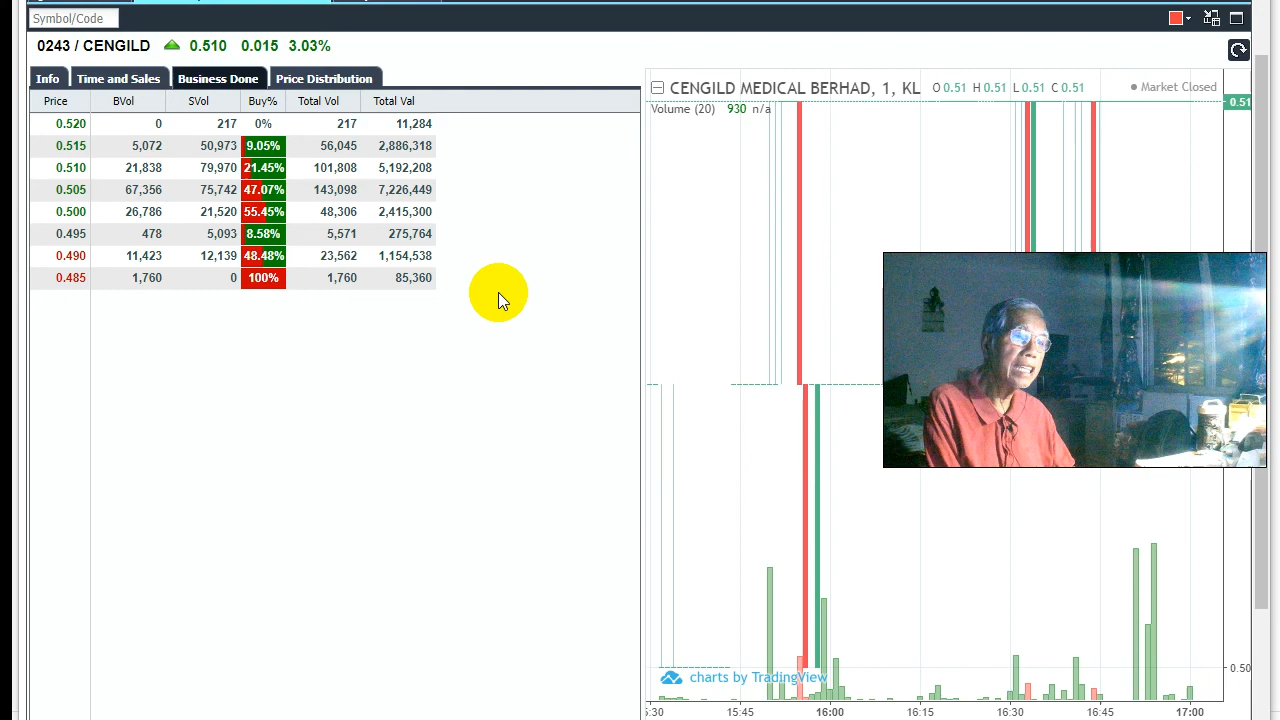 Symbol/Code
0243 / CENGILD 0.510 0.015 3.03%
Info Time and Sales Business Done Price Distribution
Price BVol SVol Buy% Total Vol Total Val
0.520 0 217 0% 217 11,284
0.515 5,072 50,973 9.05% 56,045 2,886,318
0.510 21,838 79,970 21.45% 101,808 5,192,208
0.505 67,356 75,742 47.07% 143,098 7,226,449
0.500 26,786 21,520 55.45% 48,306 2,415,300
0.495 478 5,093 8.58% 5,571 275,764
0.490 11,423 12,139 48.48% 23,562 1,154,538
0.485 1,760 0 100% 1,760 85,360
CENGILD MEDICAL BERHAD, 1, KL O 0.51 H 0.51 L 0.51 C 0.51 Market Closed
Volume (20) 930 n/a
0.51
0.50
charts by TradingView
5:30 15:45 16:00 16:15 16:30 16:45 17:00